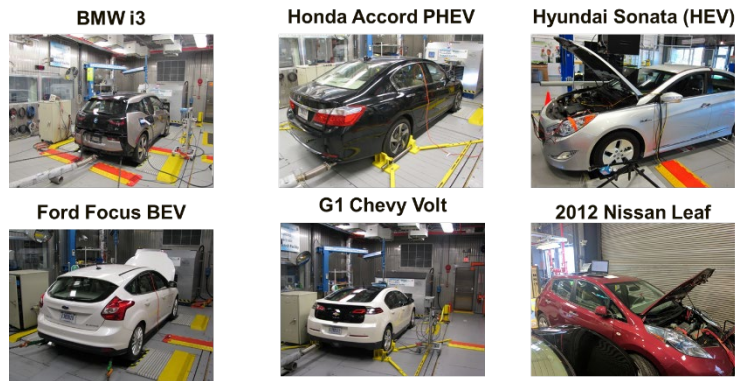 BMW i3
Honda Accord PHEV
Hyundai Sonata (HEV)
Ford Focus BEV
G1 Chevy Volt
2012 Nissan Leaf